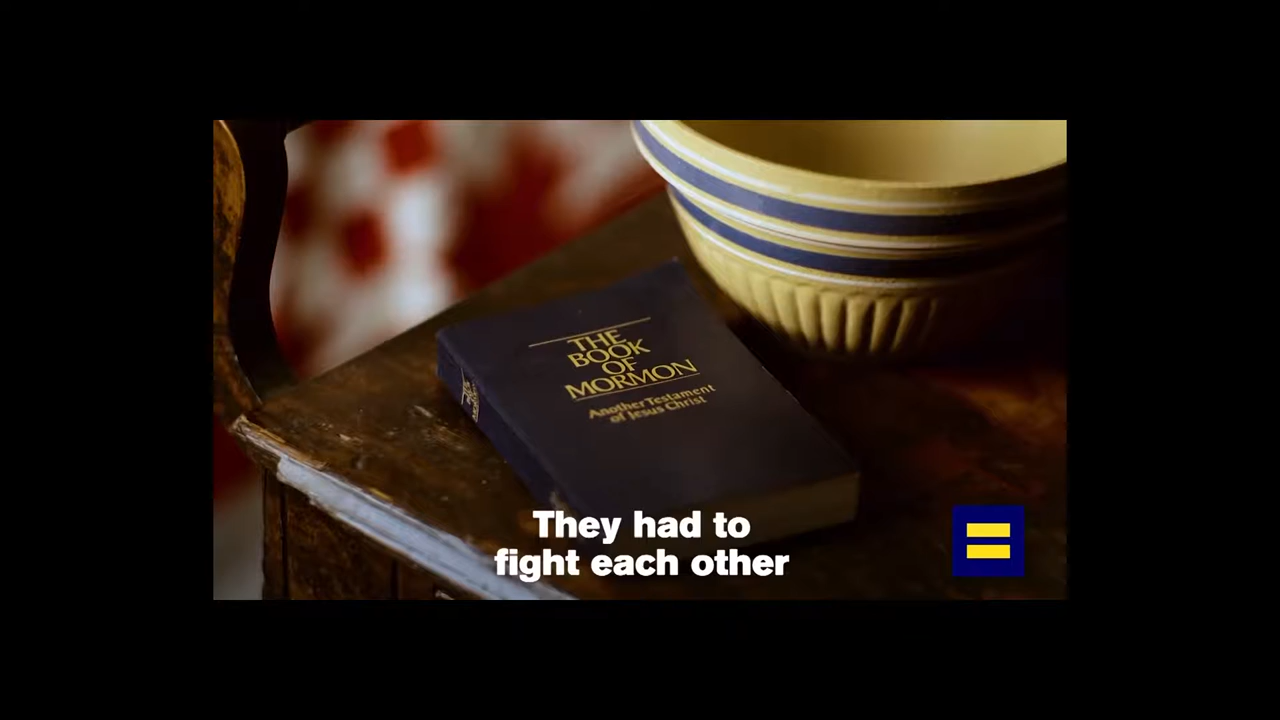 THE
BOOK
OF
MORMON
Another Testament
of Jesus Christ
They had to
fight each other